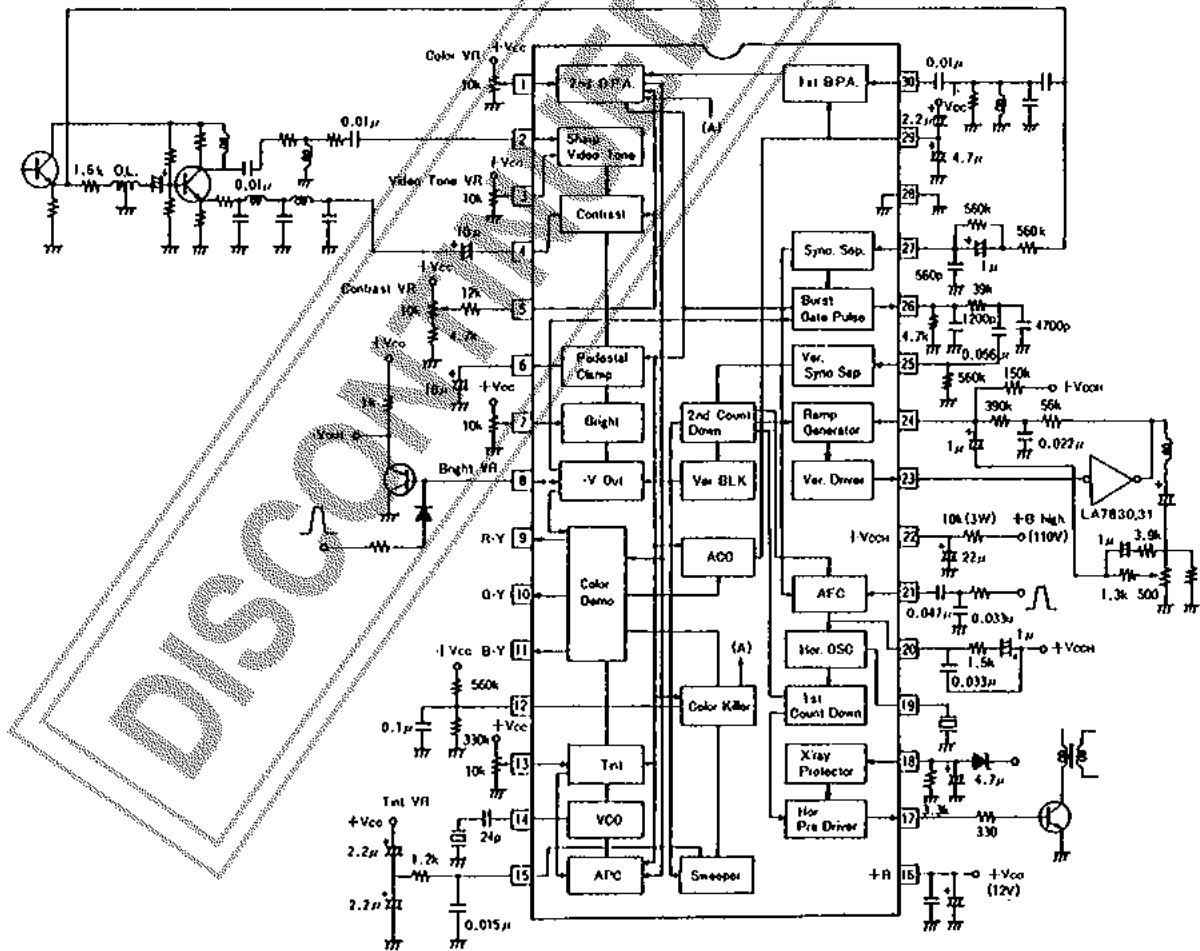 DISCONTINUED
Color VR
+Vcc
10k
1
2nd B.P.A.
1st B.P.A.
30
0.01μ
+Vcc
2.2μ
(A)
29
4.7μ
0.01μ
2
Sharp
Video Tone
+Vcc
Video Tone VR
10k
3
28
1.5k
D.L.
0.01μ
Contrast
560k
10μ
4
Sync. Sep.
27
560k
560p
1μ
+Vcc
Contrast VR
10k
12k
5
4.7k
Burst
Gate Pulse
26
39k
4.7k
1200p
4700p
+Vcc
6
Pedestal
Clamp
Ver.
Sync Sep
25
0.056μ
560k
10μ
+Vcc
1k
150k
+VccH
10k
7
Bright
2nd Count
Down
Ramp
Generator
24
390k
56k
1μ
0.022μ
Bright VR
8
-V Out
Ver BLK
Ver. Driver
23
LA7830,31
R-Y
9
+VccH
22
10k (3W)
+B high
(110V)
22μ
1μ
3.9k
1.3k
500
Color
Demo
ACC
G-Y
10
AFC
21
0.047μ
0.033μ
B-Y
11
+Vcc
560k
(A)
Hor. OSC
20
1.5k
1μ
+VccH
0.033μ
12
Color Killer
1st
Count Down
19
0.1μ
330k
+Vcc
10k
13
Tint
X'ray
Protector
18
4.7μ
Tint VR
+Vcc
24p
14
VCO
Hor
Pre Driver
17
330
2.2μ
1.2k
15
APC
Sweeper
16
+Vcc
(12V)
2.2μ
0.015μ